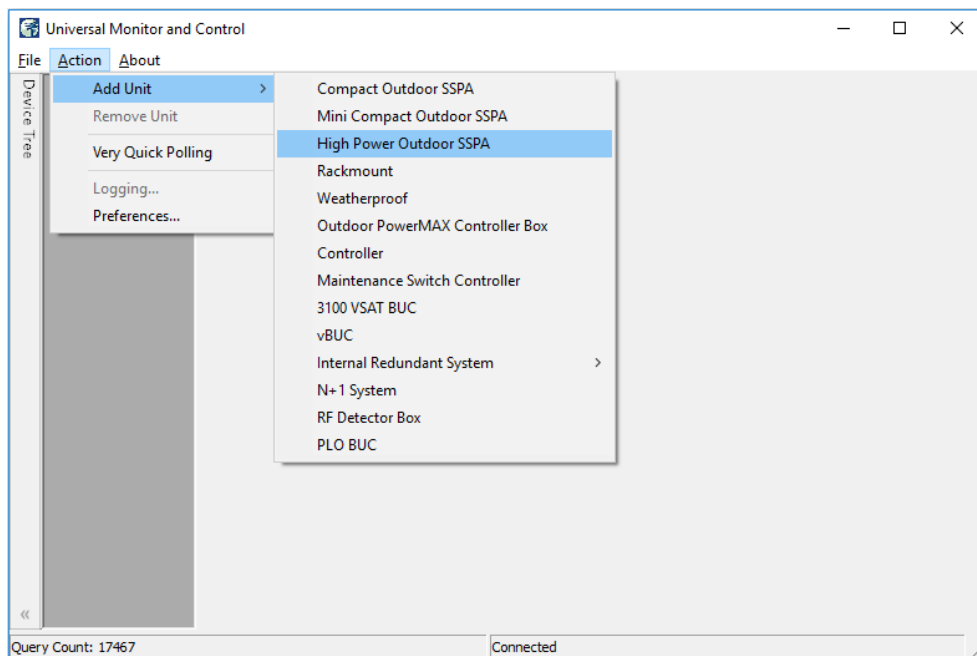 Universal Monitor and Control
File Action About
Device Tree
Add Unit
Remove Unit
Very Quick Polling
Logging...
Preferences...
Compact Outdoor SSPA
Mini Compact Outdoor SSPA
High Power Outdoor SSPA
Rackmount
Weatherproof
Outdoor PowerMAX Controller Box
Controller
Maintenance Switch Controller
3100 VSAT BUC
vBUC
Internal Redundant System
N+1 System
RF Detector Box
PLO BUC
Query Count: 17467 Connected